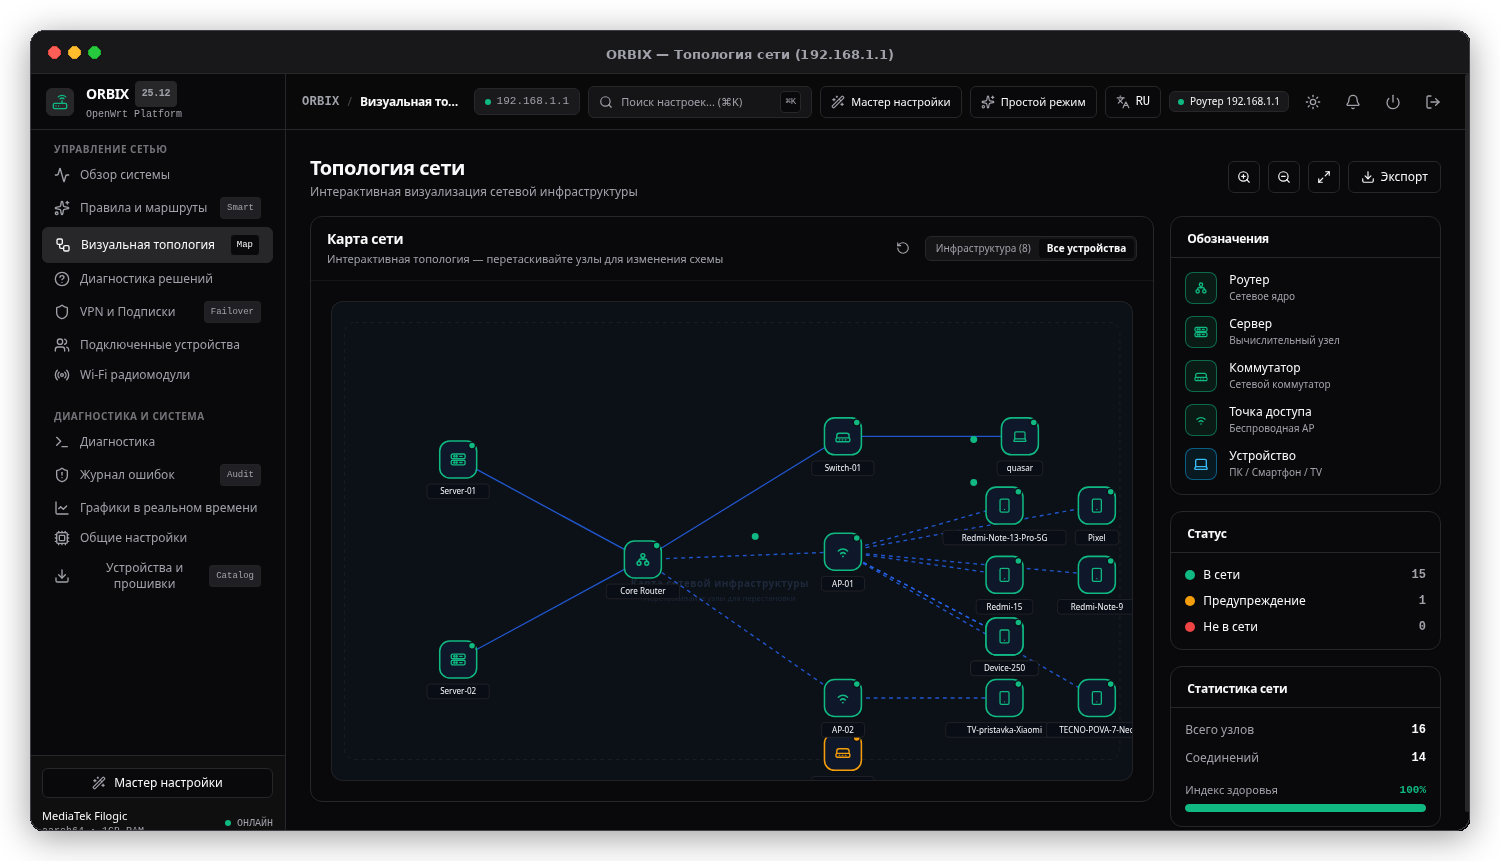 ORBIX — Топология сети (192.168.1.1)
ORBIX 25.12
OpenWrt Platform
ORBIX / Визуальная то...
192.168.1.1
Поиск настроек... (⌘K) ⌘K
Мастер настройки
Простой режим
RU
Роутер 192.168.1.1
УПРАВЛЕНИЕ СЕТЬЮ
Обзор системы
Правила и маршруты Smart
Визуальная топология Map
Диагностика решений
VPN и Подписки Failover
Подключенные устройства
Wi-Fi радиомодули
ДИАГНОСТИКА И СИСТЕМА
Диагностика
Журнал ошибок Audit
Графики в реальном времени
Общие настройки
Устройства и
прошивки Catalog
Мастер настройки
MediaTek Filogic
ОНЛАЙН
Топология сети
Интерактивная визуализация сетевой инфраструктуры
Экспорт
Карта сети
Интерактивная топология — перетаскивайте узлы для изменения схемы
Инфраструктура (8) Все устройства
Switch-01
quasar
Server-01
Redmi-Note-13-Pro-5G
Pixel
Core Router
AP-01
Redmi-15
Redmi-Note-9
Device-250
Server-02
AP-02
TV-pristavka-Xiaomi
TECNO-POVA-7-Neo
Обозначения
Роутер
Сетевое ядро
Сервер
Вычислительный узел
Коммутатор
Сетевой коммутатор
Точка доступа
Беспроводная AP
Устройство
ПК / Смартфон / TV
Статус
В сети 15
Предупреждение 1
Не в сети 0
Статистика сети
Всего узлов 16
Соединений 14
Индекс здоровья 100%